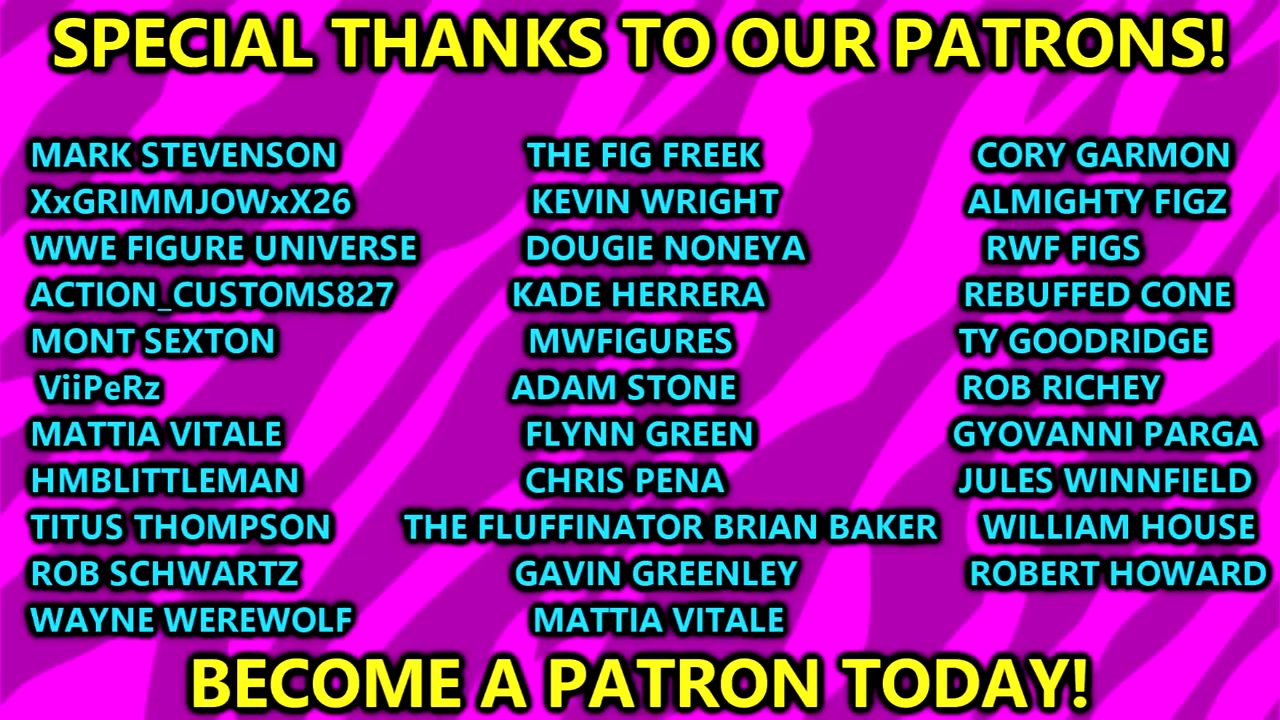 SPECIAL THANKS TO OUR PATRONS!
MARK STEVENSON THE FIG FREEK CORY GARMON
XxGRIMMJOWxX26 KEVIN WRIGHT ALMIGHTY FIGZ
WWE FIGURE UNIVERSE DOUGIE NONEYA RWF FIGS
ACTION_CUSTOMS827 KADE HERRERA REBUFFED CONE
MONT SEXTON MWFIGURES TY GOODRIDGE
ViiPeRz ADAM STONE ROB RICHEY
MATTIA VITALE FLYNN GREEN GYOVANNI PARGA
HMBLITTLEMAN CHRIS PENA JULES WINNFIELD
TITUS THOMPSON THE FLUFFINATOR BRIAN BAKER WILLIAM HOUSE
ROB SCHWARTZ GAVIN GREENLEY ROBERT HOWARD
WAYNE WEREWOLF MATTIA VITALE
BECOME A PATRON TODAY!